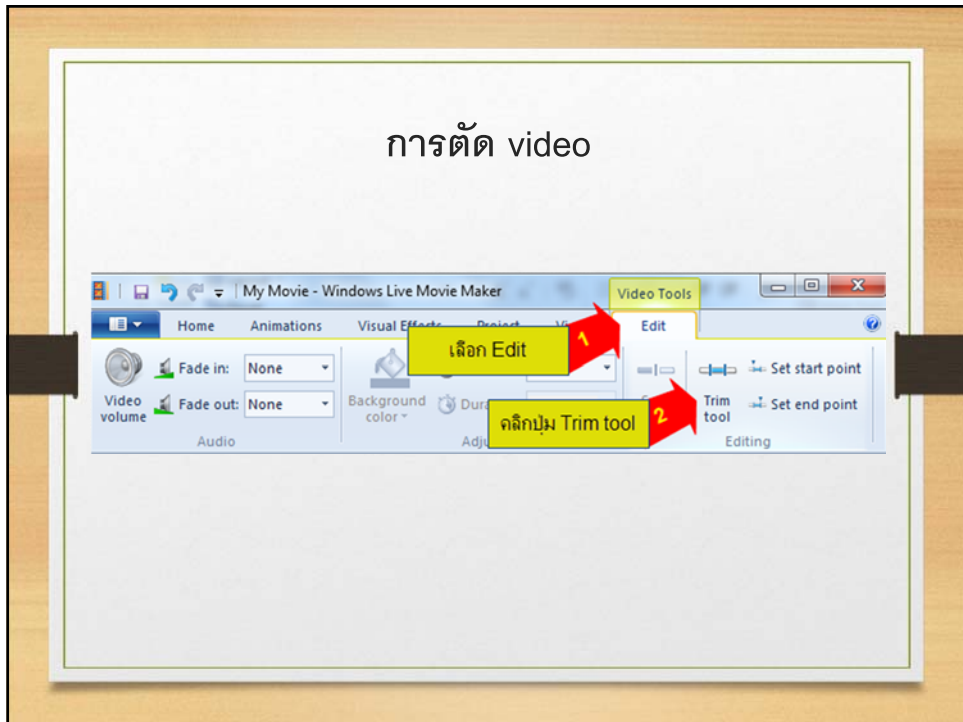 การตัด video
My Movie - Windows Live Movie Maker
Video Tools
Home Animations Visual Effects Project Edit
เลือก Edit
1
Fade in: None
Set start point
Video volume
Fade out: None
Background color
Trim tool
Set end point
คลิกปุ่ม Trim tool
2
Audio
Editing